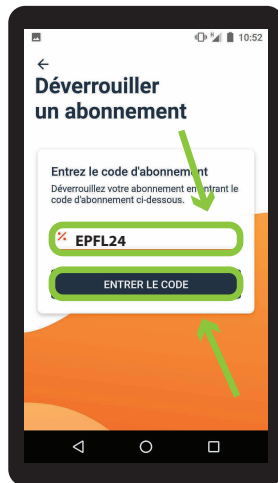 10:52
Déverrouiller
un abonnement
Entrez le code d'abonnement
Déverrouillez votre abonnement en entrant le
code d'abonnement ci-dessous.
EPFL24
ENTRER LE CODE